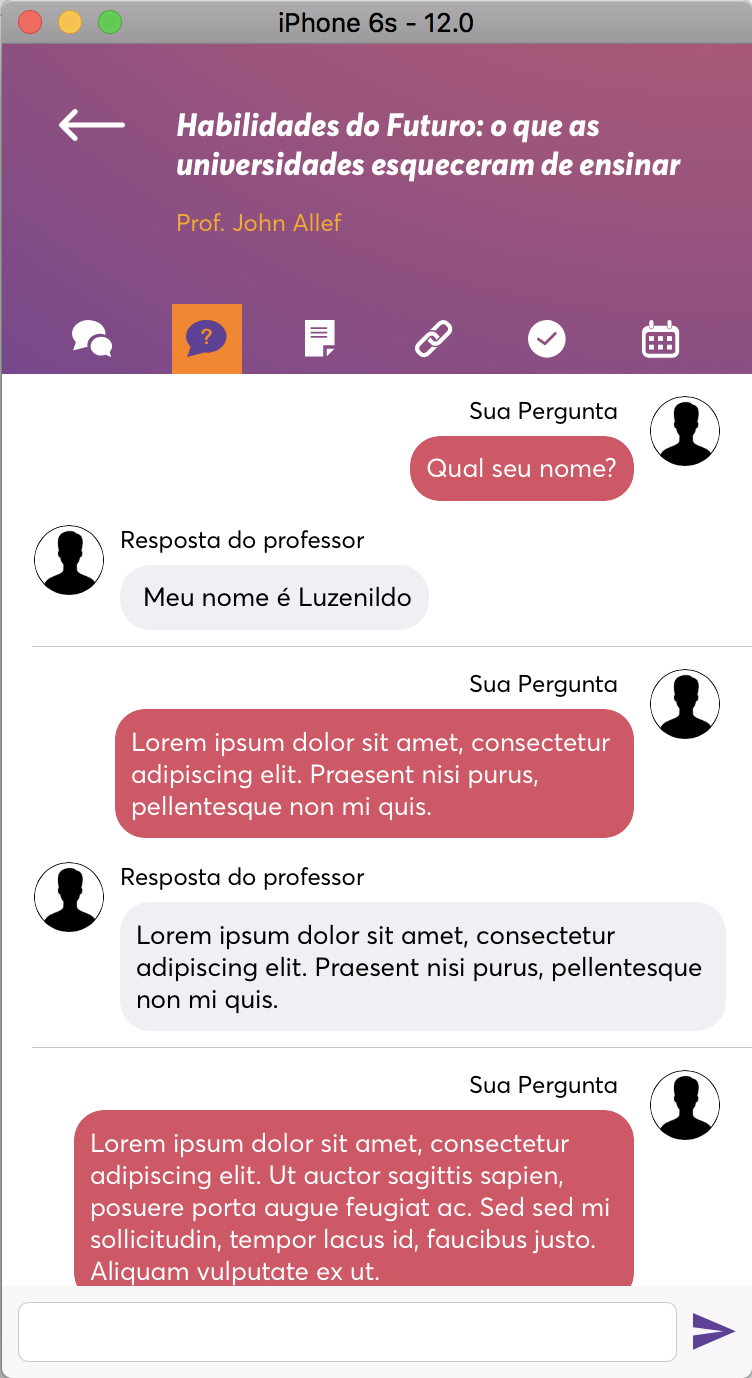 iPhone 6s - 12.0
Habilidades do Futuro: o que as
universidades esqueceram de ensinar
Prof. John Allef
?
Sua Pergunta
Qual seu nome?
Resposta do professor
Meu nome é Luzenildo
Sua Pergunta
Lorem ipsum dolor sit amet, consectetur
adipiscing elit. Praesent nisi purus,
pellentesque non mi quis.
Resposta do professor
Lorem ipsum dolor sit amet, consectetur
adipiscing elit. Praesent nisi purus, pellentesque
non mi quis.
Sua Pergunta
Lorem ipsum dolor sit amet, consectetur
adipiscing elit. Ut auctor sagittis sapien,
posuere porta augue feugiat ac. Sed sed mi
sollicitudin, tempor lacus id, faucibus justo.
Aliquam vulputate ex ut.